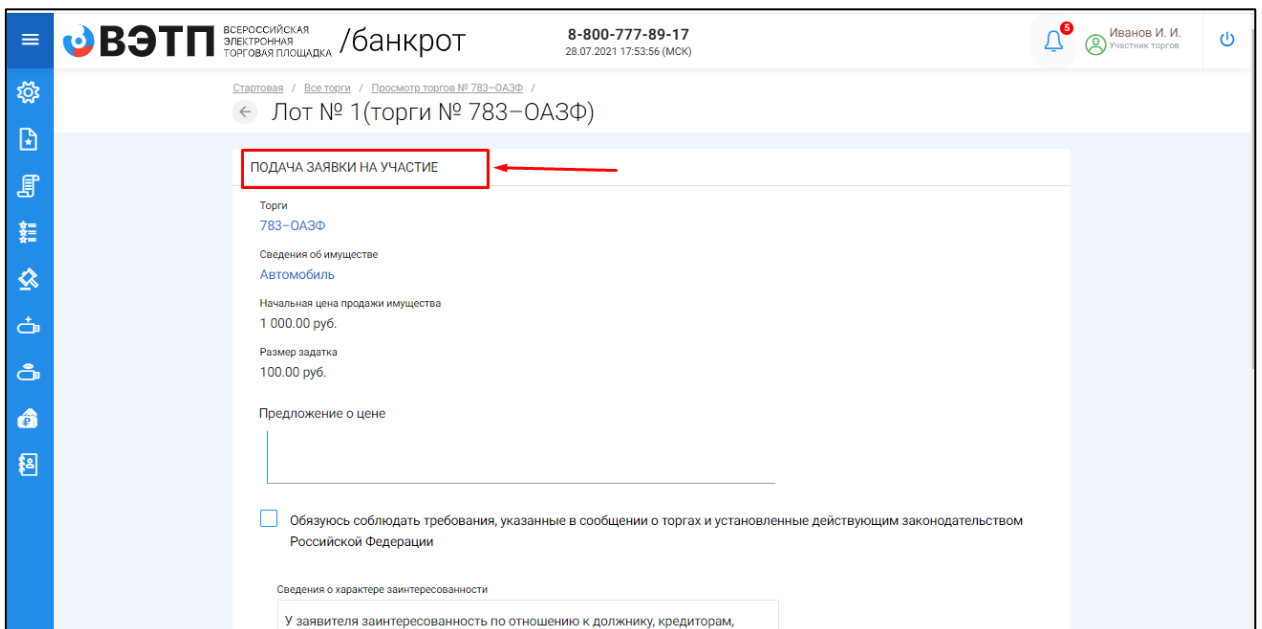 ВЭТП
ВСЕРОССИЙСКАЯ
ЭЛЕКТРОННАЯ
ТОРГОВАЯ ПЛОЩАДКА
/банкрот
8-800-777-89-17
28.07.2021 17:53:56 (МСК)
5
Иванов И. И.
Участник торгов
Стартовая / Все торги / Просмотр торгов № 783-ОАЗФ /
Лот № 1(торги № 783-ОАЗФ)
ПОДАЧА ЗАЯВКИ НА УЧАСТИЕ
Торги
783-ОАЗФ
Сведения об имуществе
Автомобиль
Начальная цена продажи имущества
1 000.00 руб.
Размер задатка
100.00 руб.
Предложение о цене
Обязуюсь соблюдать требования, указанные в сообщении о торгах и установленные действующим законодательством
Российской Федерации
Сведения о характере заинтересованности
У заявителя заинтересованность по отношению к должнику, кредиторам,